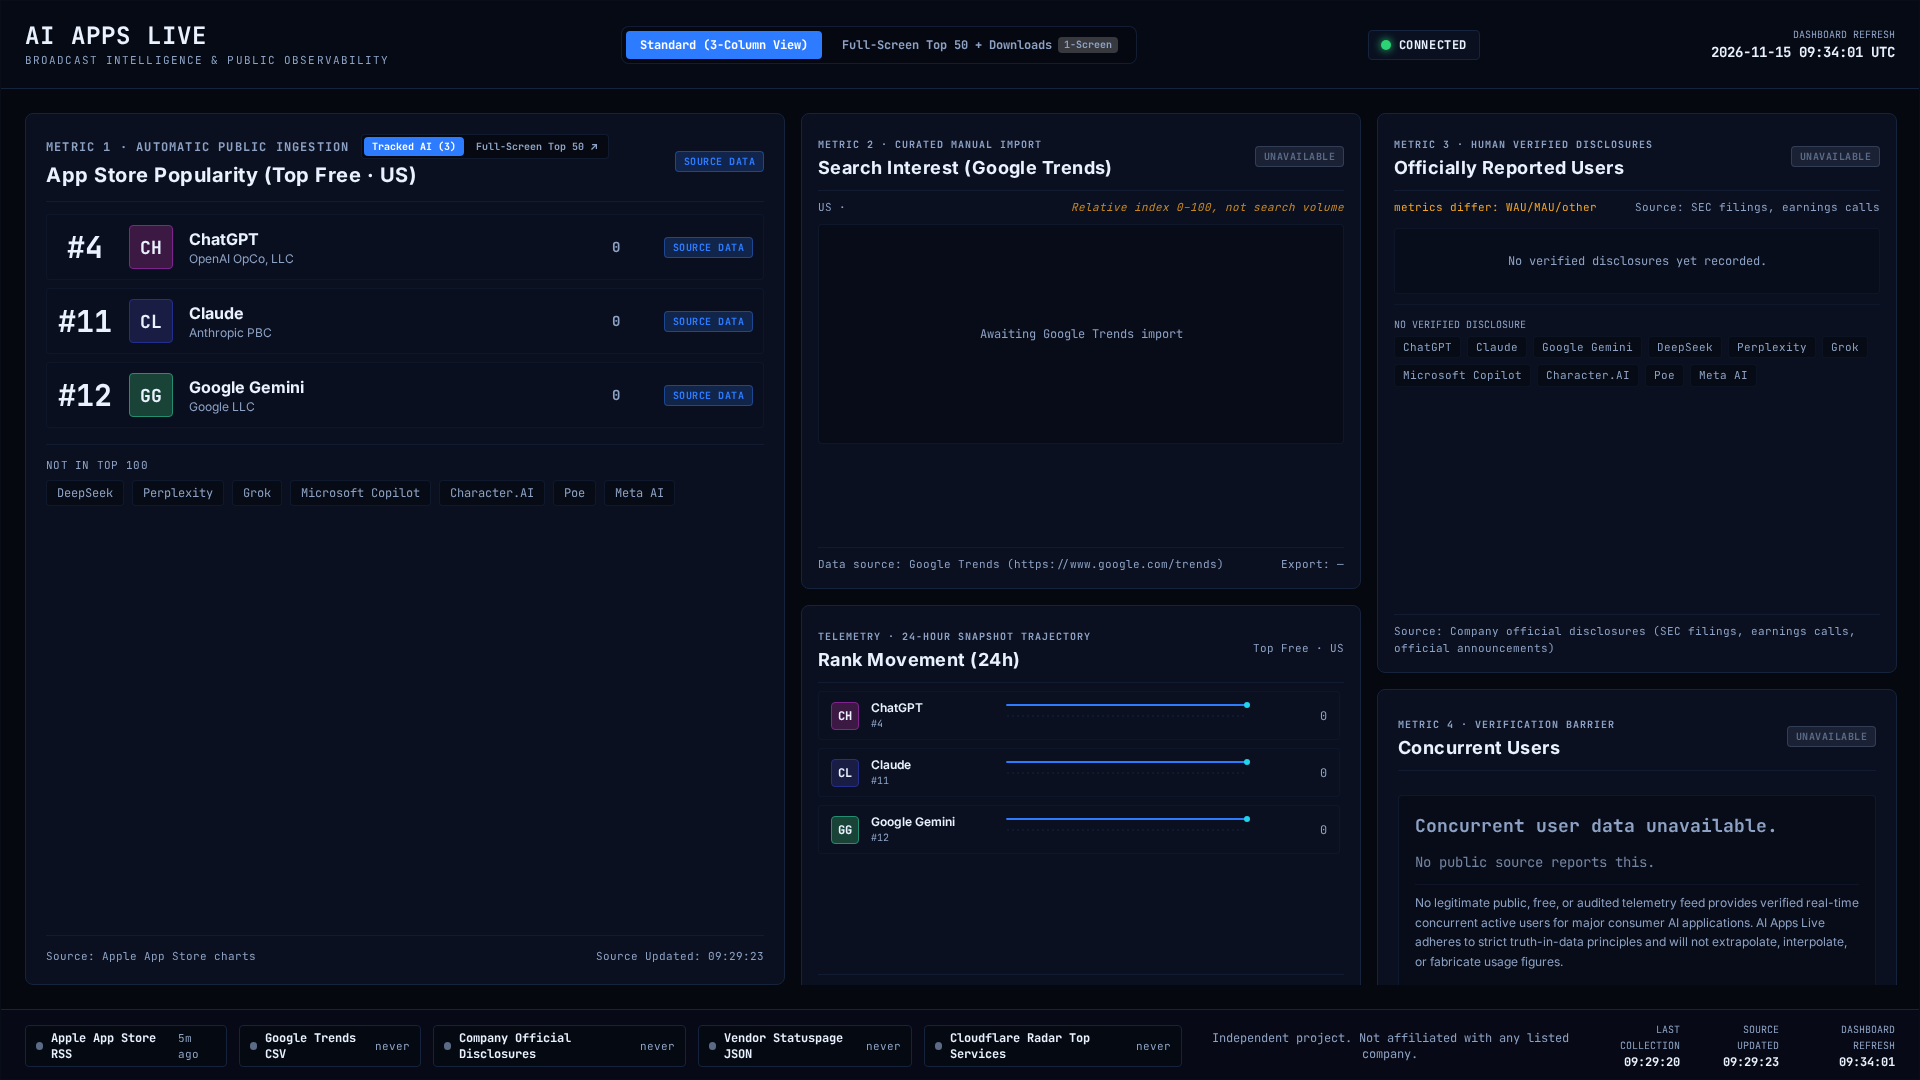 AI APPS LIVE
BROADCAST INTELLIGENCE & PUBLIC OBSERVABILITY
Standard (3-Column View)
Full-Screen Top 50 + Downloads 1-Screen
CONNECTED
DASHBOARD REFRESH
2026-11-15 09:34:01 UTC
METRIC 1 · AUTOMATIC PUBLIC INGESTION
Tracked AI (3)
Full-Screen Top 50 ↗
App Store Popularity (Top Free · US)
SOURCE DATA
#4
CH
ChatGPT
OpenAI OpCo, LLC
0
SOURCE DATA
#11
CL
Claude
Anthropic PBC
0
SOURCE DATA
#12
GG
Google Gemini
Google LLC
0
SOURCE DATA
NOT IN TOP 100
DeepSeek
Perplexity
Grok
Microsoft Copilot
Character.AI
Poe
Meta AI
Source: Apple App Store charts
Source Updated: 09:29:23
METRIC 2 · CURATED MANUAL IMPORT
Search Interest (Google Trends)
UNAVAILABLE
US ·
Relative index 0–100, not search volume
Awaiting Google Trends import
Data source: Google Trends (https://www.google.com/trends)
Export: —
TELEMETRY · 24-HOUR SNAPSHOT TRAJECTORY
Rank Movement (24h)
Top Free · US
CH
ChatGPT
#4
0
CL
Claude
#11
0
GG
Google Gemini
#12
0
METRIC 3 · HUMAN VERIFIED DISCLOSURES
Officially Reported Users
UNAVAILABLE
metrics differ: WAU/MAU/other
Source: SEC filings, earnings calls
No verified disclosures yet recorded.
NO VERIFIED DISCLOSURE
ChatGPT
Claude
Google Gemini
DeepSeek
Perplexity
Grok
Microsoft Copilot
Character.AI
Poe
Meta AI
Source: Company official disclosures (SEC filings, earnings calls,
official announcements)
METRIC 4 · VERIFICATION BARRIER
Concurrent Users
UNAVAILABLE
Concurrent user data unavailable.
No public source reports this.
No legitimate public, free, or audited telemetry feed provides verified real-time
concurrent active users for major consumer AI applications. AI Apps Live
adheres to strict truth-in-data principles and will not extrapolate, interpolate,
or fabricate usage figures.
Apple App Store
RSS
5m
ago
Google Trends
CSV
never
Company Official
Disclosures
never
Vendor Statuspage
JSON
never
Cloudflare Radar Top
Services
never
Independent project. Not affiliated with any listed
company.
LAST
COLLECTION
09:29:20
SOURCE
UPDATED
09:29:23
DASHBOARD
REFRESH
09:34:01